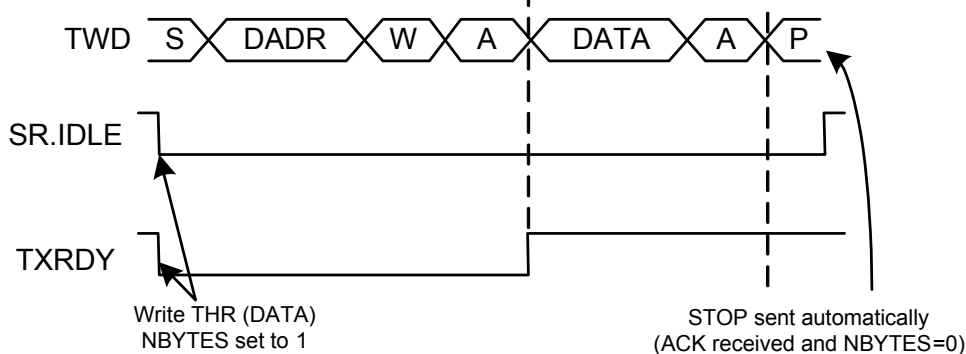 TWD S DADR W A DATA A P
SR.IDLE
TXRDY
Write THR (DATA)
NBYTES set to 1
STOP sent automatically
(ACK received and NBYTES=0)